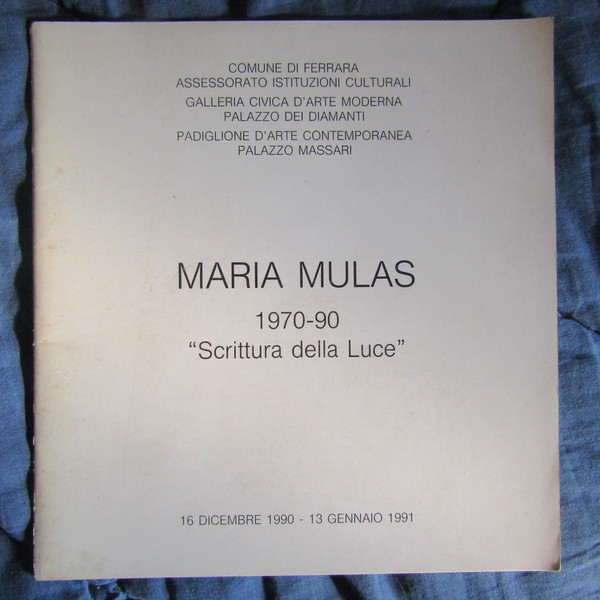 COMUNE DI FERRARA
ASSESSORATO ISTITUZIONI CULTURALI
GALLERIA CIVICA D'ARTE MODERNA
PALAZZO DEI DIAMANTI
PADIGLIONE D'ARTE CONTEMPORANEA
PALAZZO MASSARI
MARIA MULAS
1970-90
“Scrittura della Luce”
16 DICEMBRE 1990 - 13 GENNAIO 1991